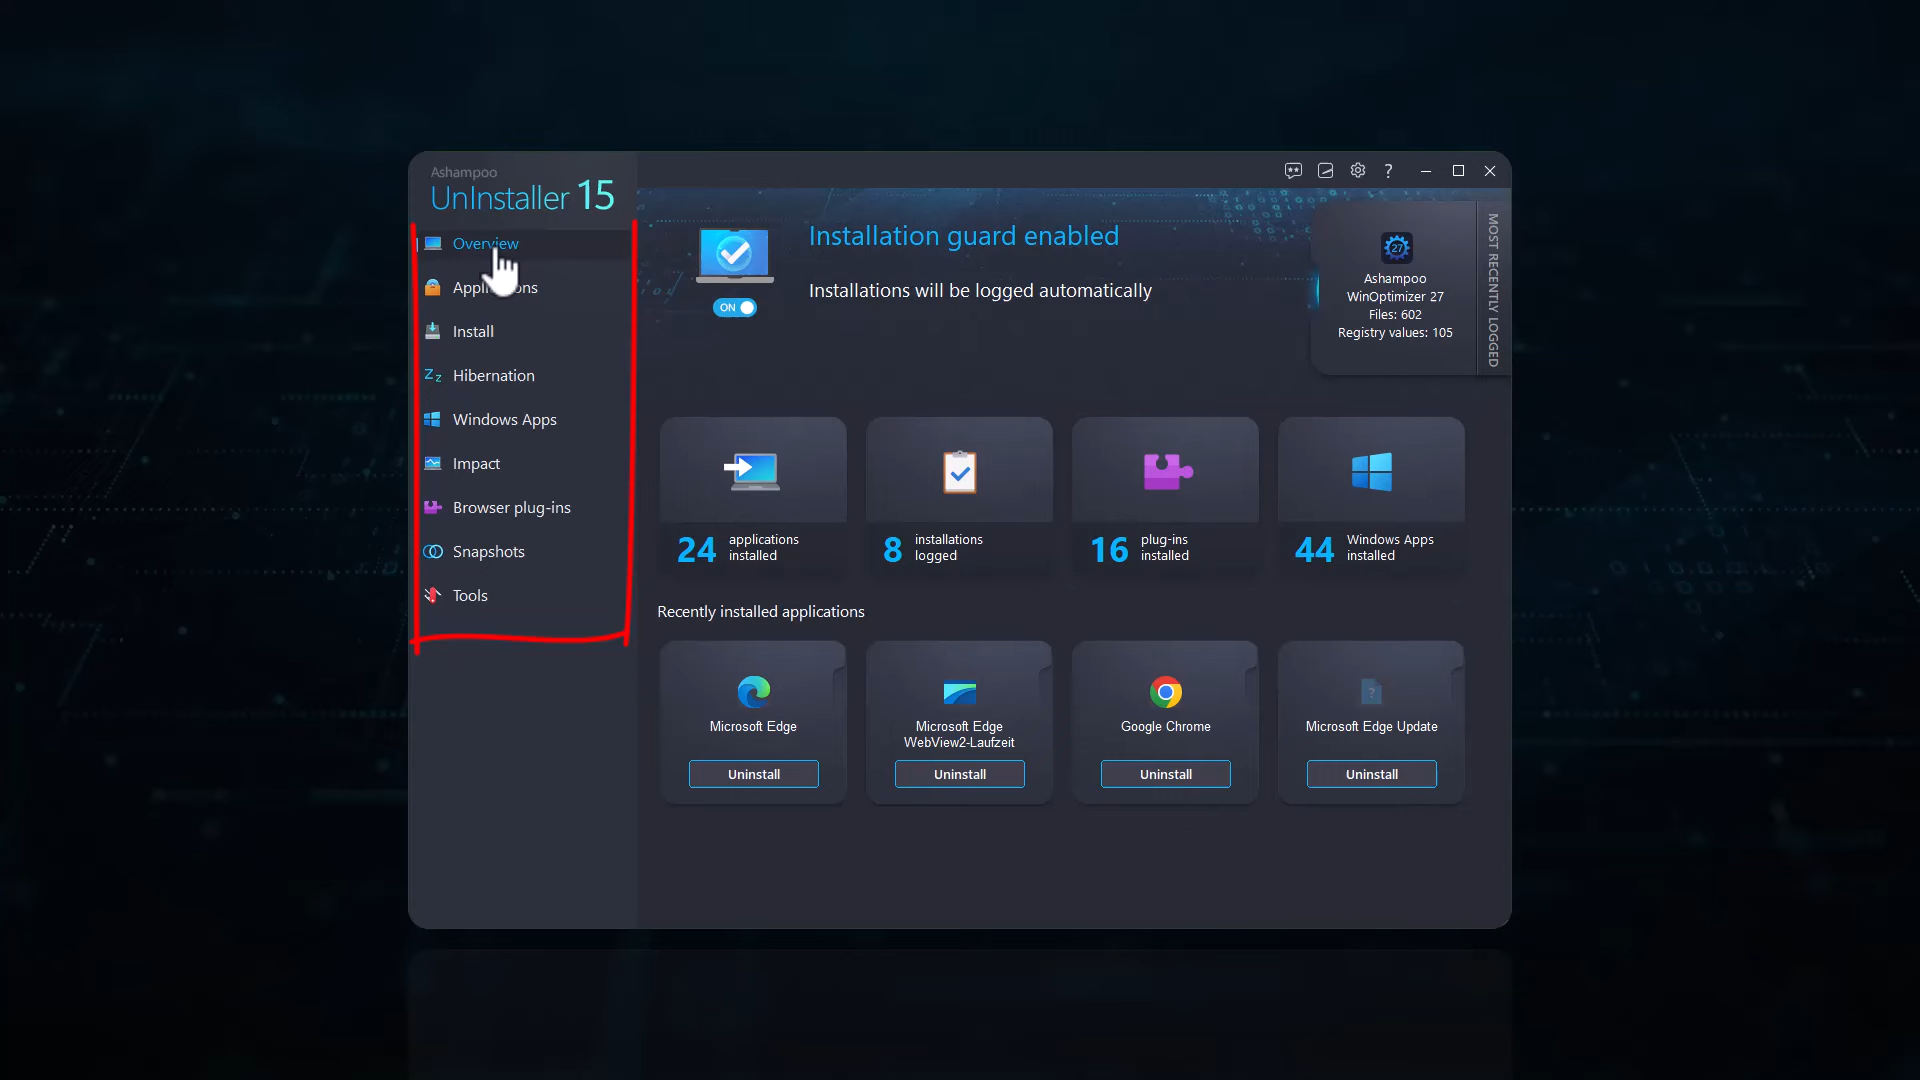 Ashampoo
UnInstaller 15
Overview
Applications
Install
Hibernation
Windows Apps
Impact
Browser plug-ins
Snapshots
Tools
?
Installation guard enabled
Installations will be logged automatically
ON
27
Ashampoo
WinOptimizer 27
Files: 602
Registry values: 105
MOST RECENTLY LOGGED
24 applications
installed
8 installations
logged
16 plug-ins
installed
44 Windows Apps
installed
Recently installed applications
Microsoft Edge
Uninstall
Microsoft Edge
WebView2-Laufzeit
Uninstall
Google Chrome
Uninstall
?
Microsoft Edge Update
Uninstall